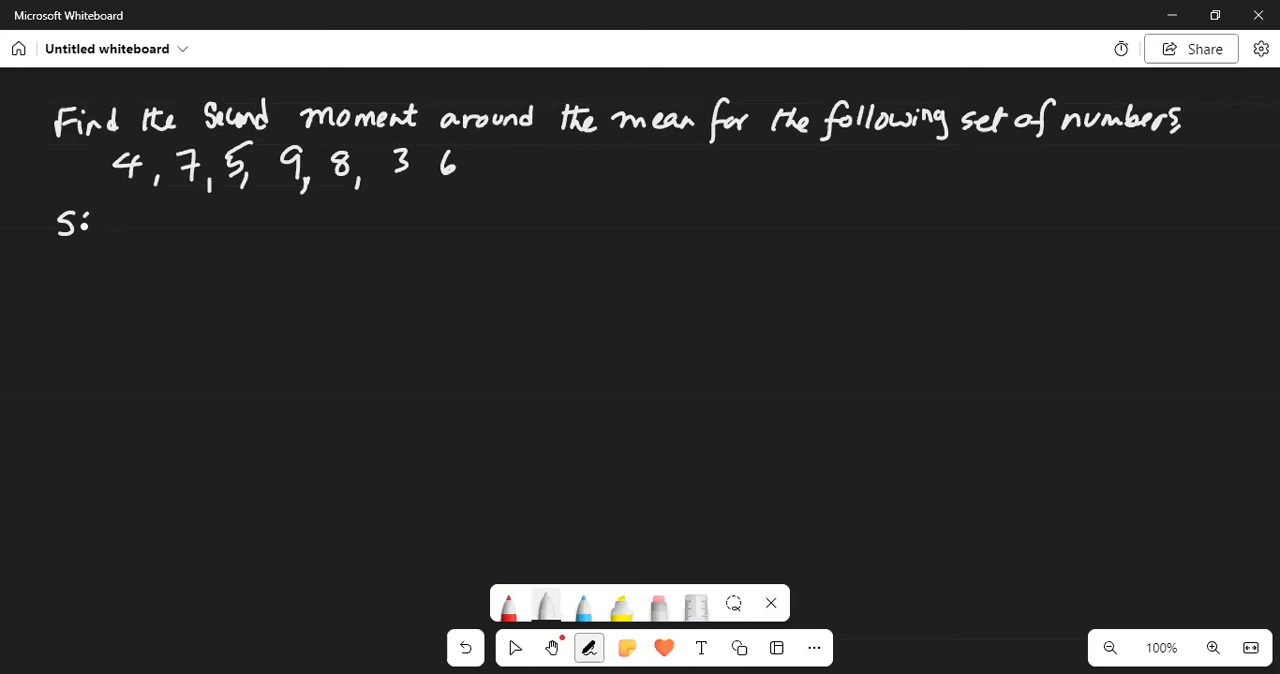 Microsoft Whiteboard
Untitled whiteboard
Share
Find the Second moment around the mean for the following set of numbers,
4, 7, 5, 9, 8, 3 6
S:
100%